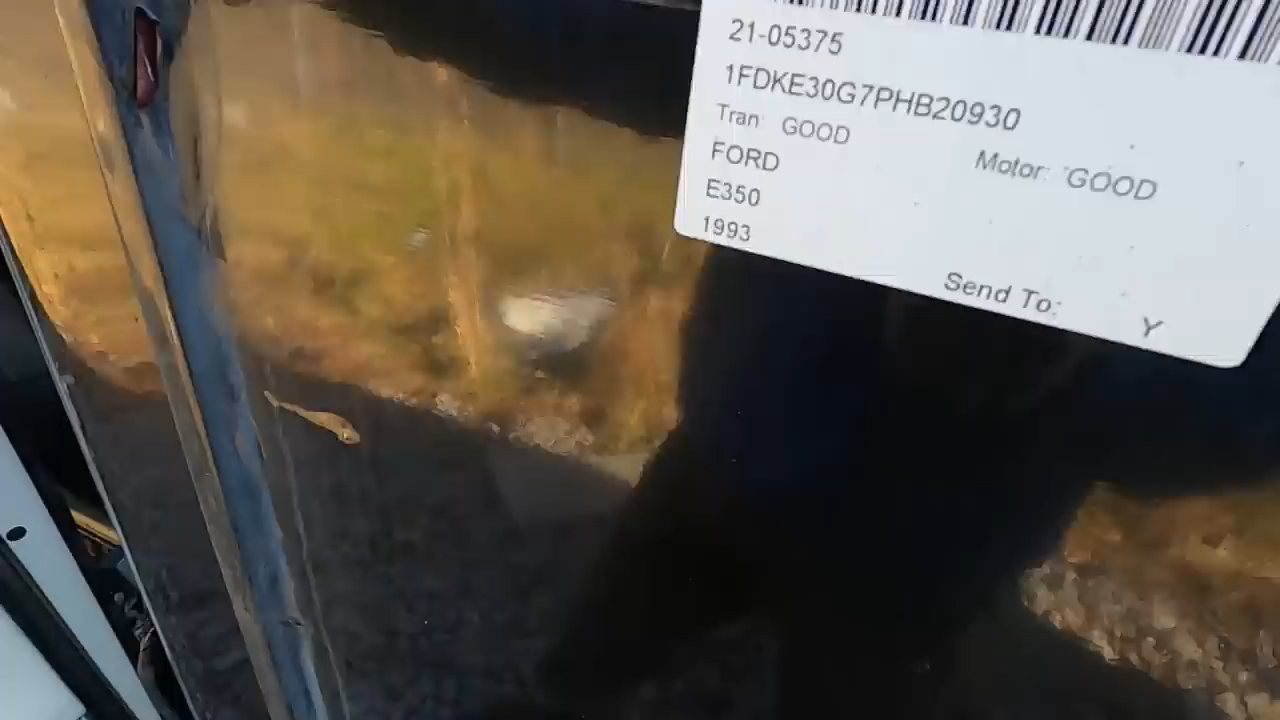 21-05375
1FDKE30G7PHB20930
Tran: GOOD Motor: GOOD
FORD
E350
1993
Send To: Y